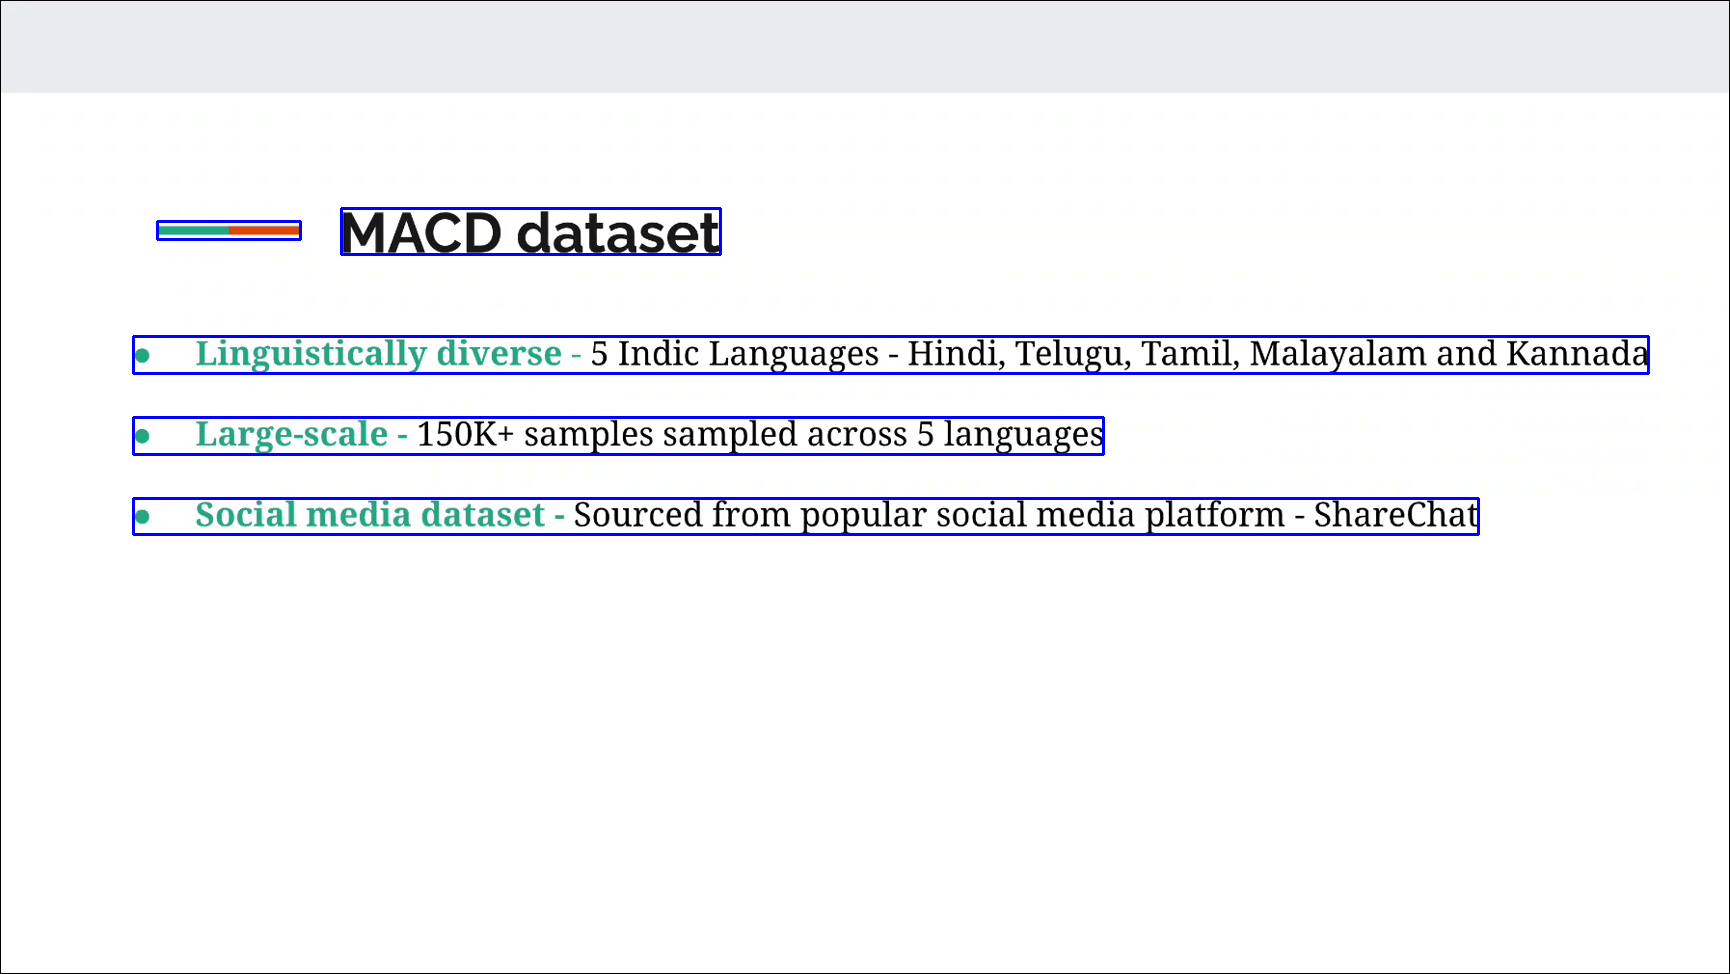 MACD dataset
● Linguistically diverse - 5 Indic Languages - Hindi, Telugu, Tamil, Malayalam and Kannada
● Large-scale - 150K+ samples sampled across 5 languages
● Social media dataset - Sourced from popular social media platform - ShareChat